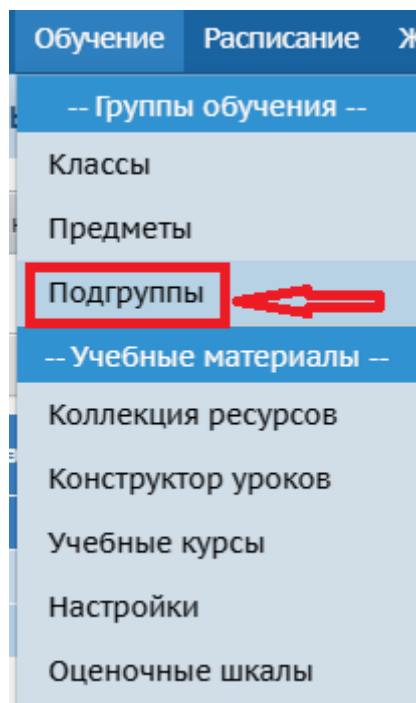 Обучение Расписание Ж
-- Группы обучения --
Классы
Предметы
Подгруппы
-- Учебные материалы --
Коллекция ресурсов
Конструктор уроков
Учебные курсы
Настройки
Оценочные шкалы